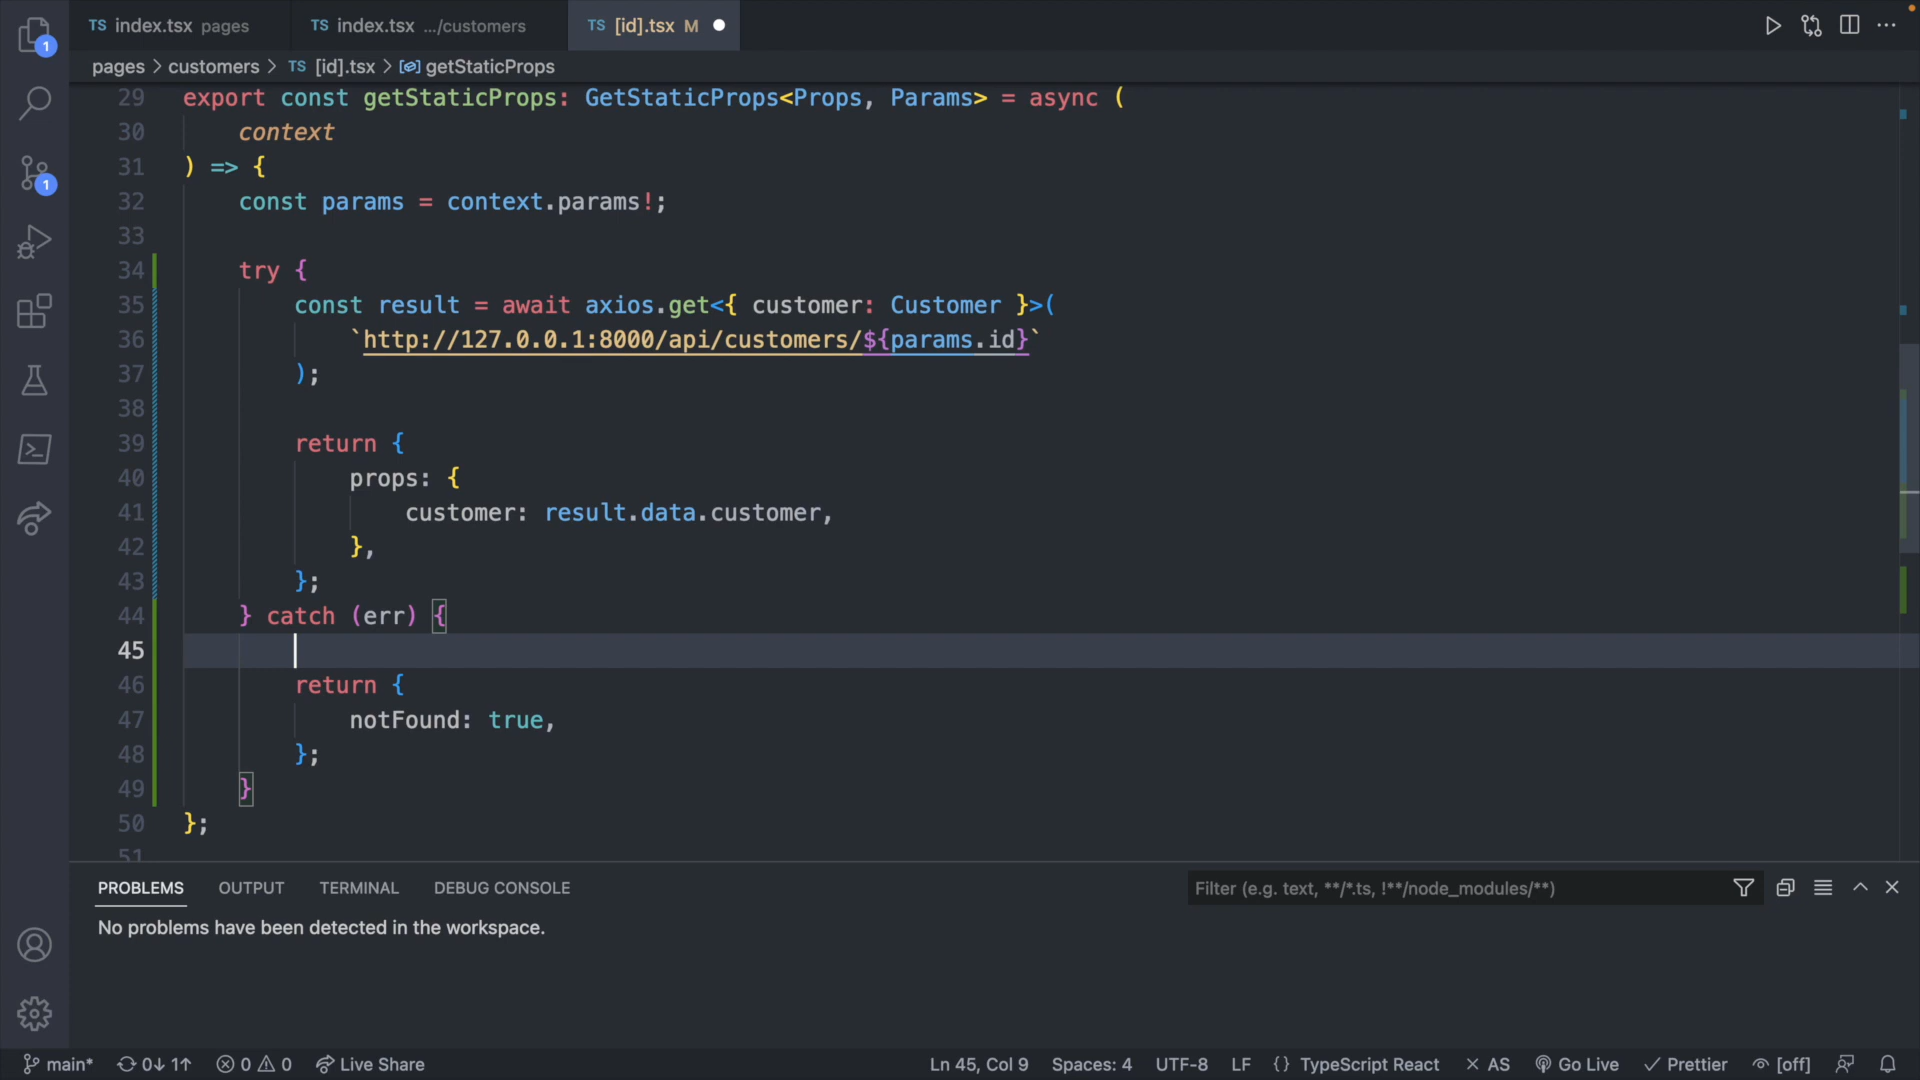 TS index.tsx pages TS index.tsx .../customers TS [id].tsx M
pages > customers > TS [id].tsx > getStaticProps
29 export const getStaticProps: GetStaticProps<Props, Params> = async (
30 context
31 ) => {
32 const params = context.params!;
33
34 try {
35 const result = await axios.get<{ customer: Customer }>(
36 `http://127.0.0.1:8000/api/customers/${params.id}`
37 );
38
39 return {
40 props: {
41 customer: result.data.customer,
42 },
43 };
44 } catch (err) {
45
46 return {
47 notFound: true,
48 };
49 }
50 };
51
1
1
PROBLEMS OUTPUT TERMINAL DEBUG CONSOLE Filter (e.g. text, **/*.ts, !**/node_modules/**)
No problems have been detected in the workspace.
main* 0↓ 1↑ 0 0 Live Share Ln 45, Col 9 Spaces: 4 UTF-8 LF {} TypeScript React × AS Go Live ✓ Prettier [off]